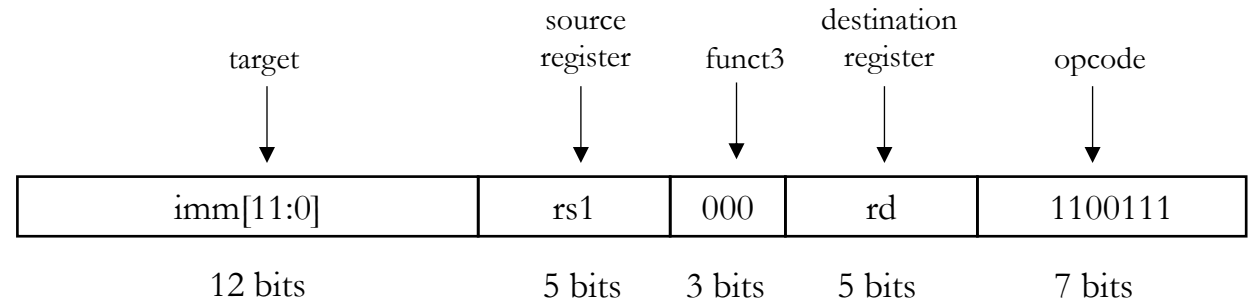 target
source
register
funct3
destination
register
opcode
imm[11:0]
rs1
000
rd
1100111
12 bits
5 bits
3 bits
5 bits
7 bits